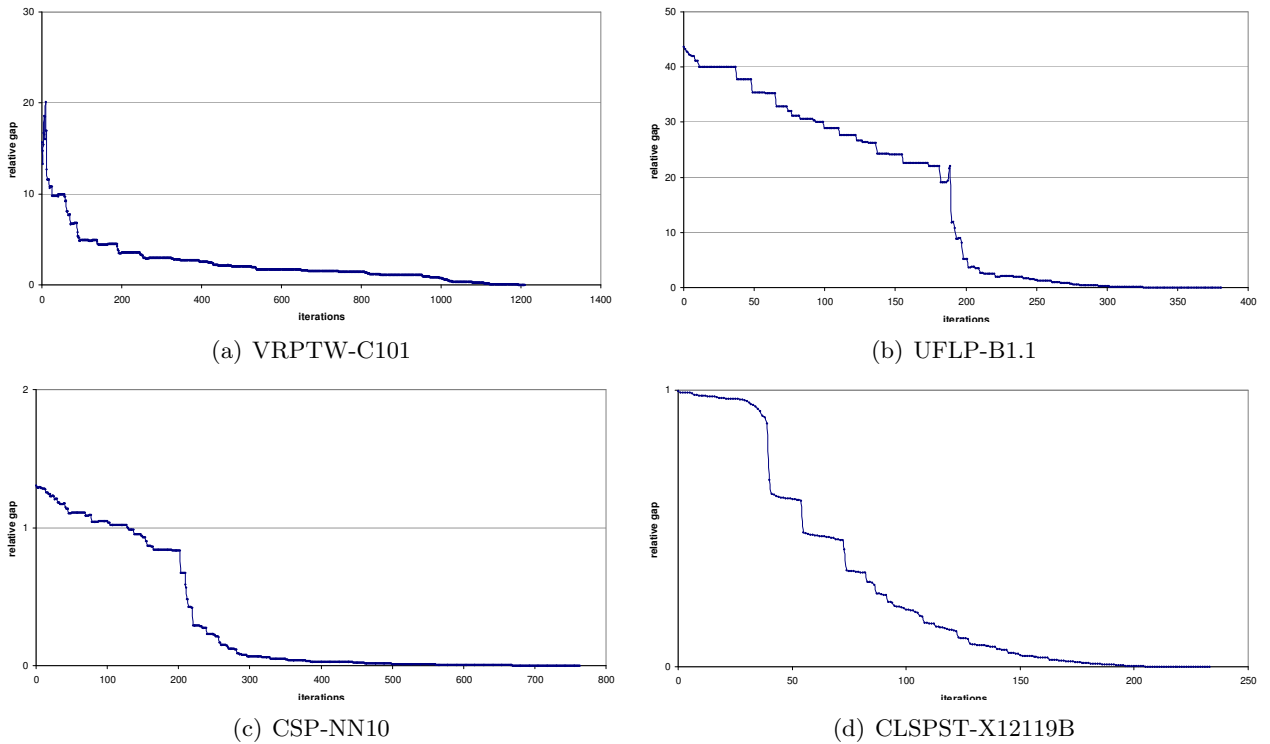 30
20
10
0
0 200 400 600 800 1000 1200 1400
relative gap
iterations
(a) VRPTW-C101
50
40
30
20
10
0
0 50 100 150 200 250 300 350 400
relative gap
iterations
(b) UFLP-B1.1
2
1
0
0 100 200 300 400 500 600 700 800
relative gap
iterations
(c) CSP-NN10
1
0
0 50 100 150 200 250
relative gap
iterations
(d) CLSPST-X12119B